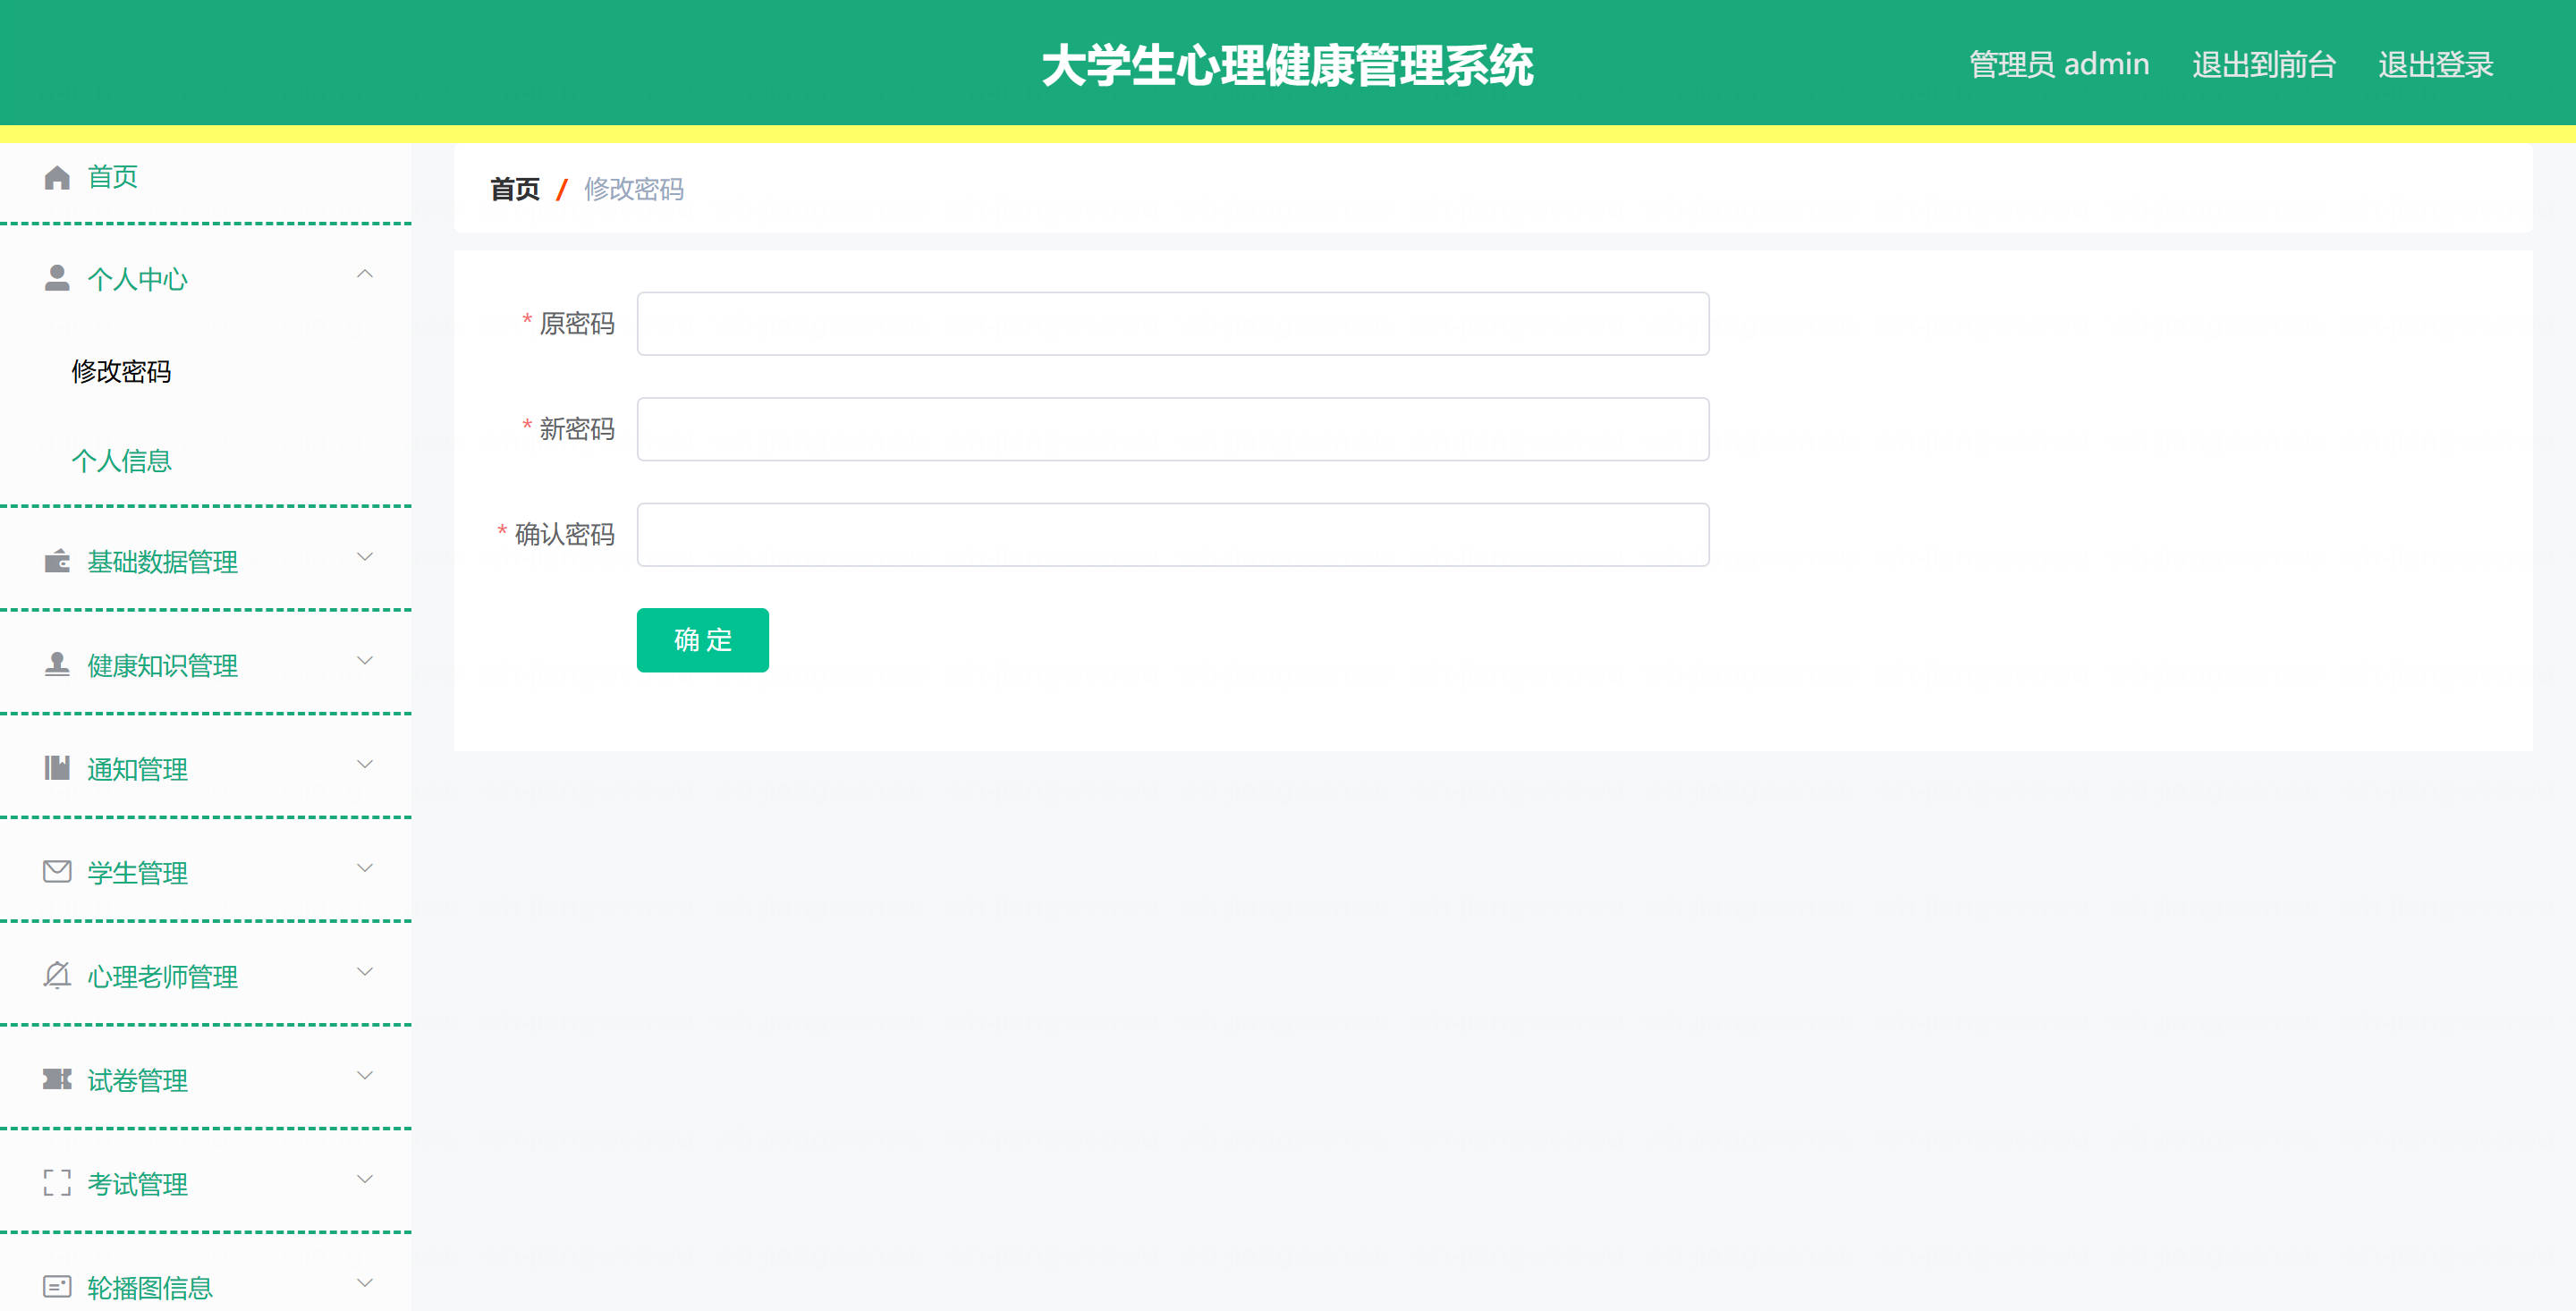 大学生心理健康管理系统
管理员 admin 退出到前台 退出登录
首页
个人中心
修改密码
个人信息
基础数据管理
健康知识管理
通知管理
学生管理
心理老师管理
试卷管理
考试管理
轮播图信息
首页 / 修改密码
* 原密码
* 新密码
* 确认密码
确 定